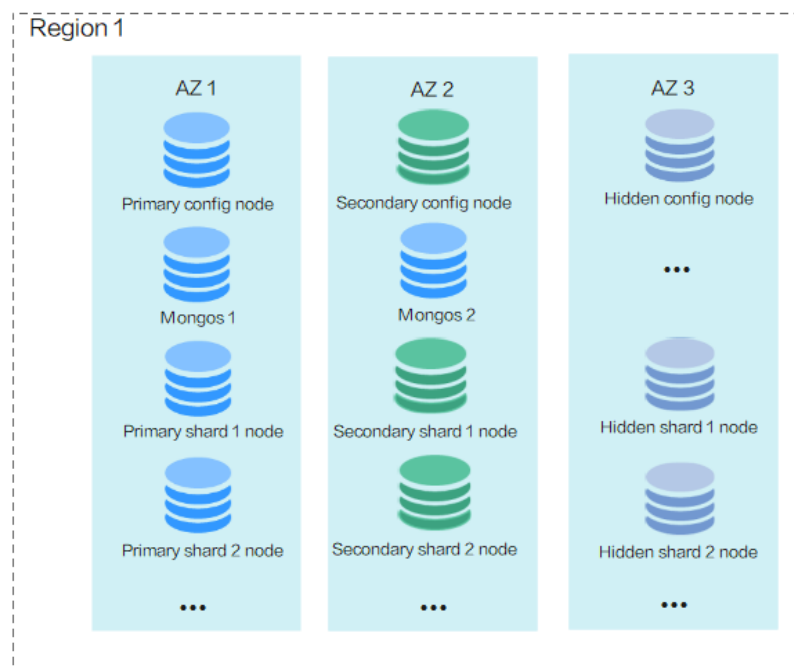 Region 1
AZ 1
Primary config node
Mongos 1
Primary shard 1 node
Primary shard 2 node
...
AZ 2
Secondary config node
Mongos 2
Secondary shard 1 node
Secondary shard 2 node
...
AZ 3
Hidden config node
...
Hidden shard 1 node
Hidden shard 2 node
...